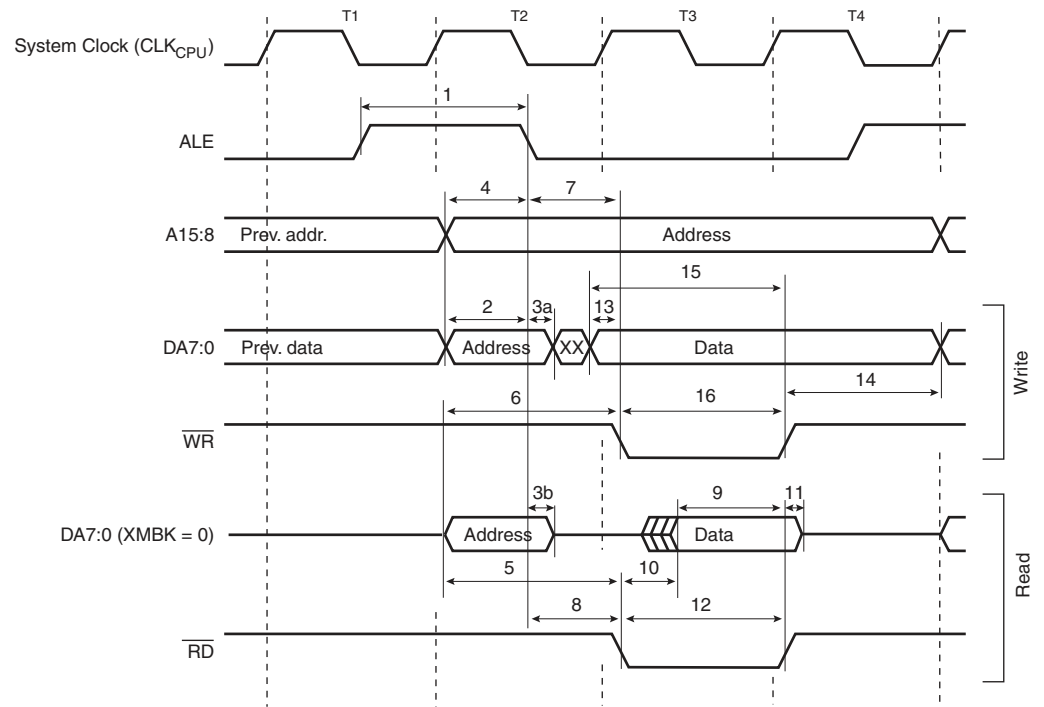 T1 T2 T3 T4
System Clock (CLKCPU)
1
ALE
4 7
A15:8 Prev. addr. Address
15
2 3a 13
DA7:0 Prev. data Address XX Data
14
6 16
WR
Write
3b 9 11
DA7:0 (XMBK = 0) Address Data
5 10
8 12
RD
Read